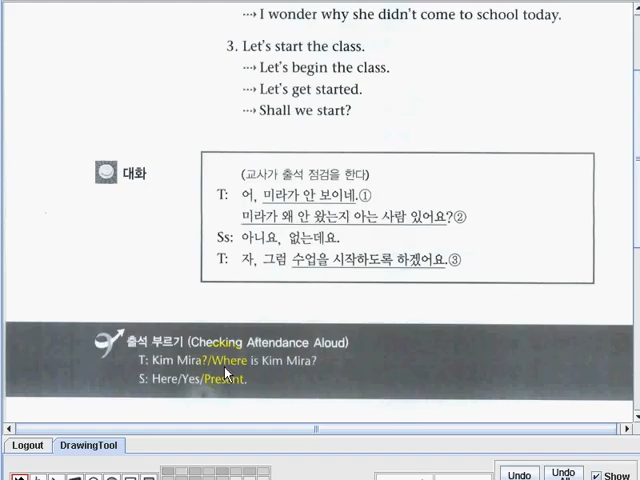 ⋯› I wonder why she didn't come to school today.
3. Let's start the class.
⋯› Let's begin the class.
⋯› Let's get started.
⋯› Shall we start?
대화
(교사가 출석 점검을 한다)
T: 어, 미라가 안 보이네.①
미라가 왜 안 왔는지 아는 사람 있어요?②
Ss: 아니요, 없는데요.
T: 자, 그럼 수업을 시작하도록 하겠어요.③
출석 부르기 (Checking Attendance Aloud)
T: Kim Mira?/Where is Kim Mira?
S: Here/Yes/Present.
Logout DrawingTool
Undo Undo All Show